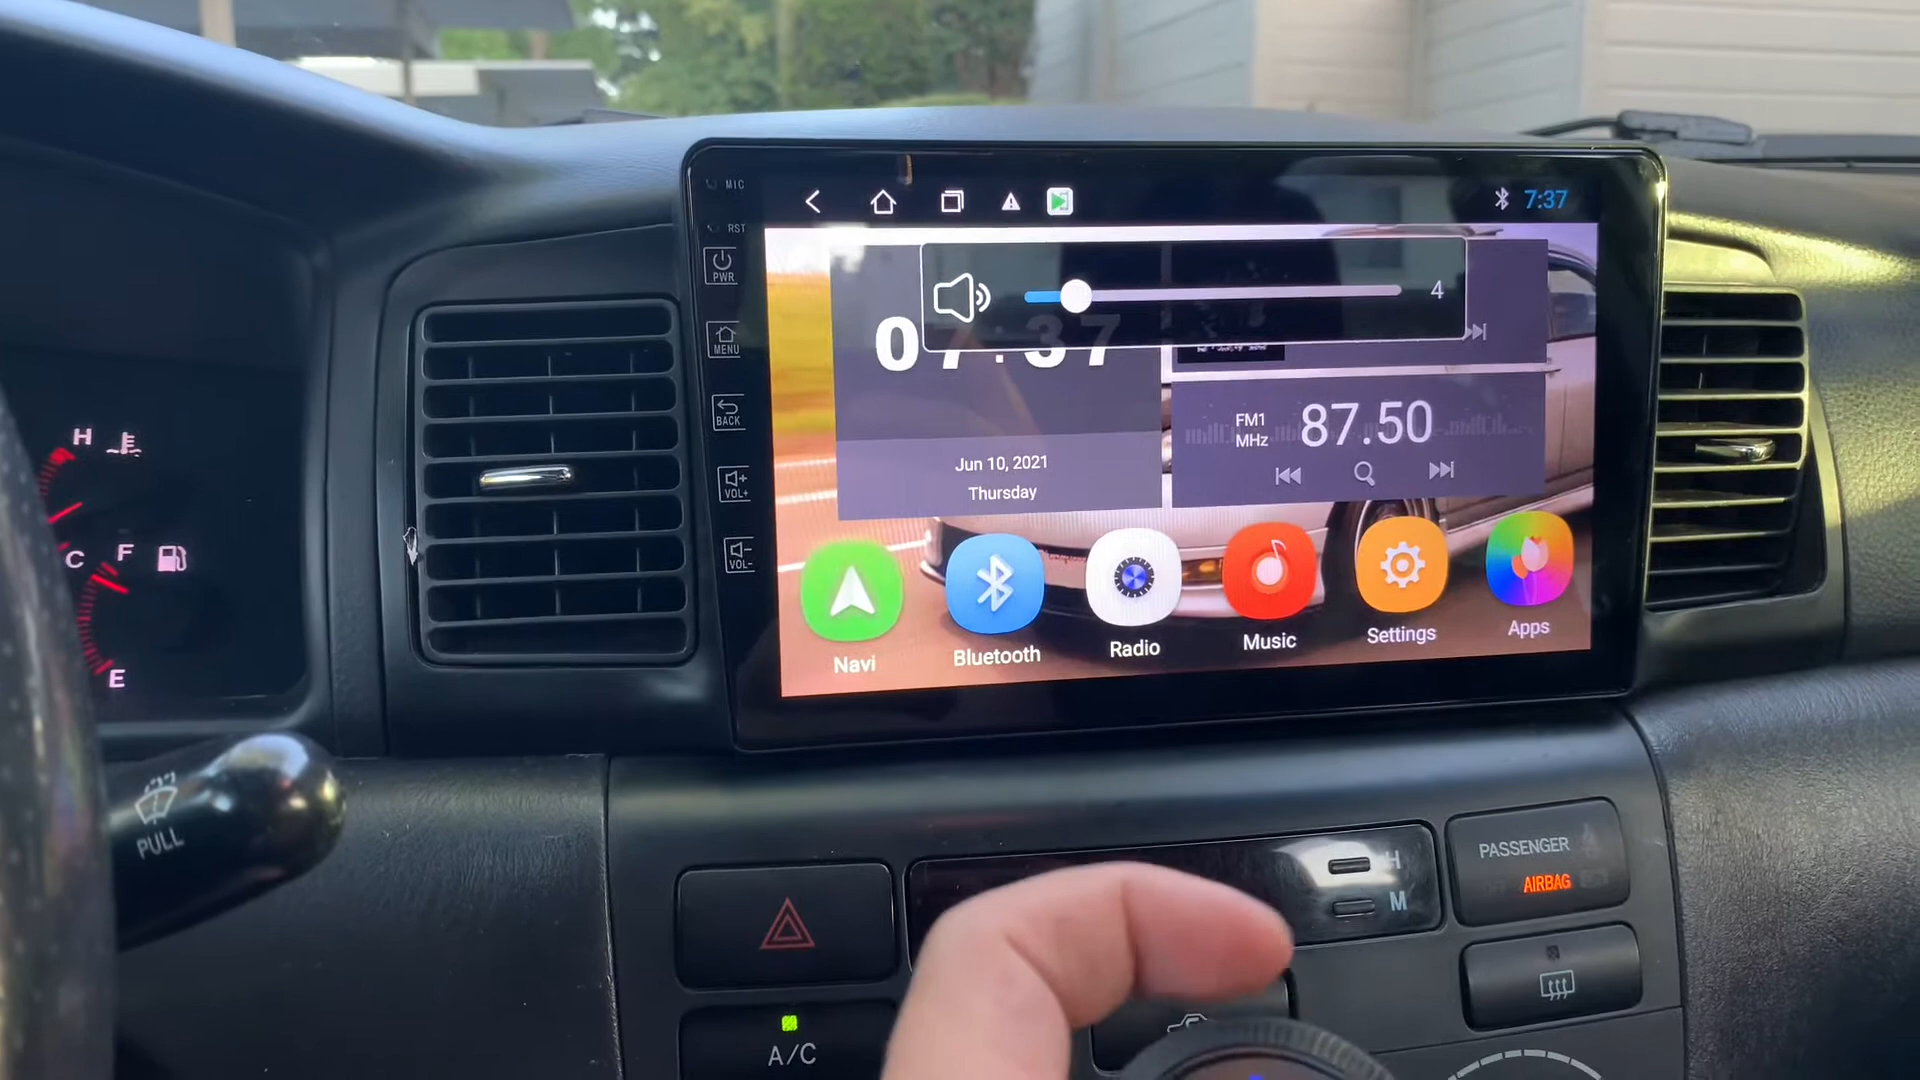 MIC
RST
PWR
MENU
BACK
VOL+
VOL-
7:37
4
07:37
Jun 10, 2021
Thursday
FM1
MHz
87.50
Navi
Bluetooth
Radio
Music
Settings
Apps
H
C
F
E
PULL
H
M
PASSENGER
AIRBAG
A/C